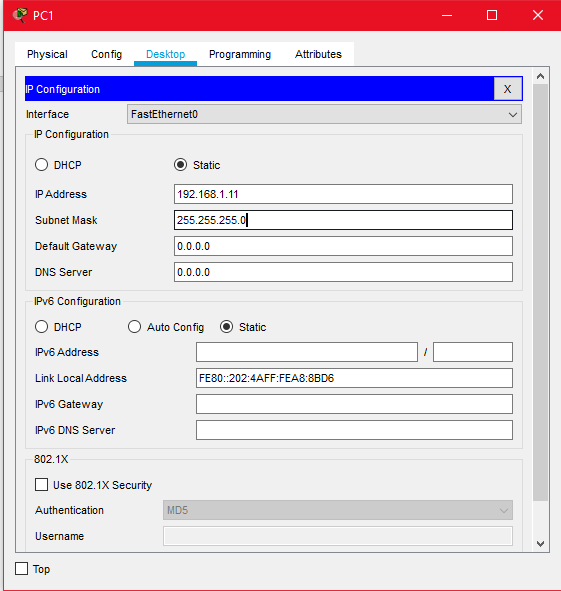 PC1
Physical Config Desktop Programming Attributes
IP Configuration X
Interface FastEthernet0
IP Configuration
DHCP Static
IP Address 192.168.1.11
Subnet Mask 255.255.255.0
Default Gateway 0.0.0.0
DNS Server 0.0.0.0
IPv6 Configuration
DHCP Auto Config Static
IPv6 Address /
Link Local Address FE80::202:4AFF:FEA8:8BD6
IPv6 Gateway
IPv6 DNS Server
802.1X
Use 802.1X Security
Authentication MD5
Username
Top